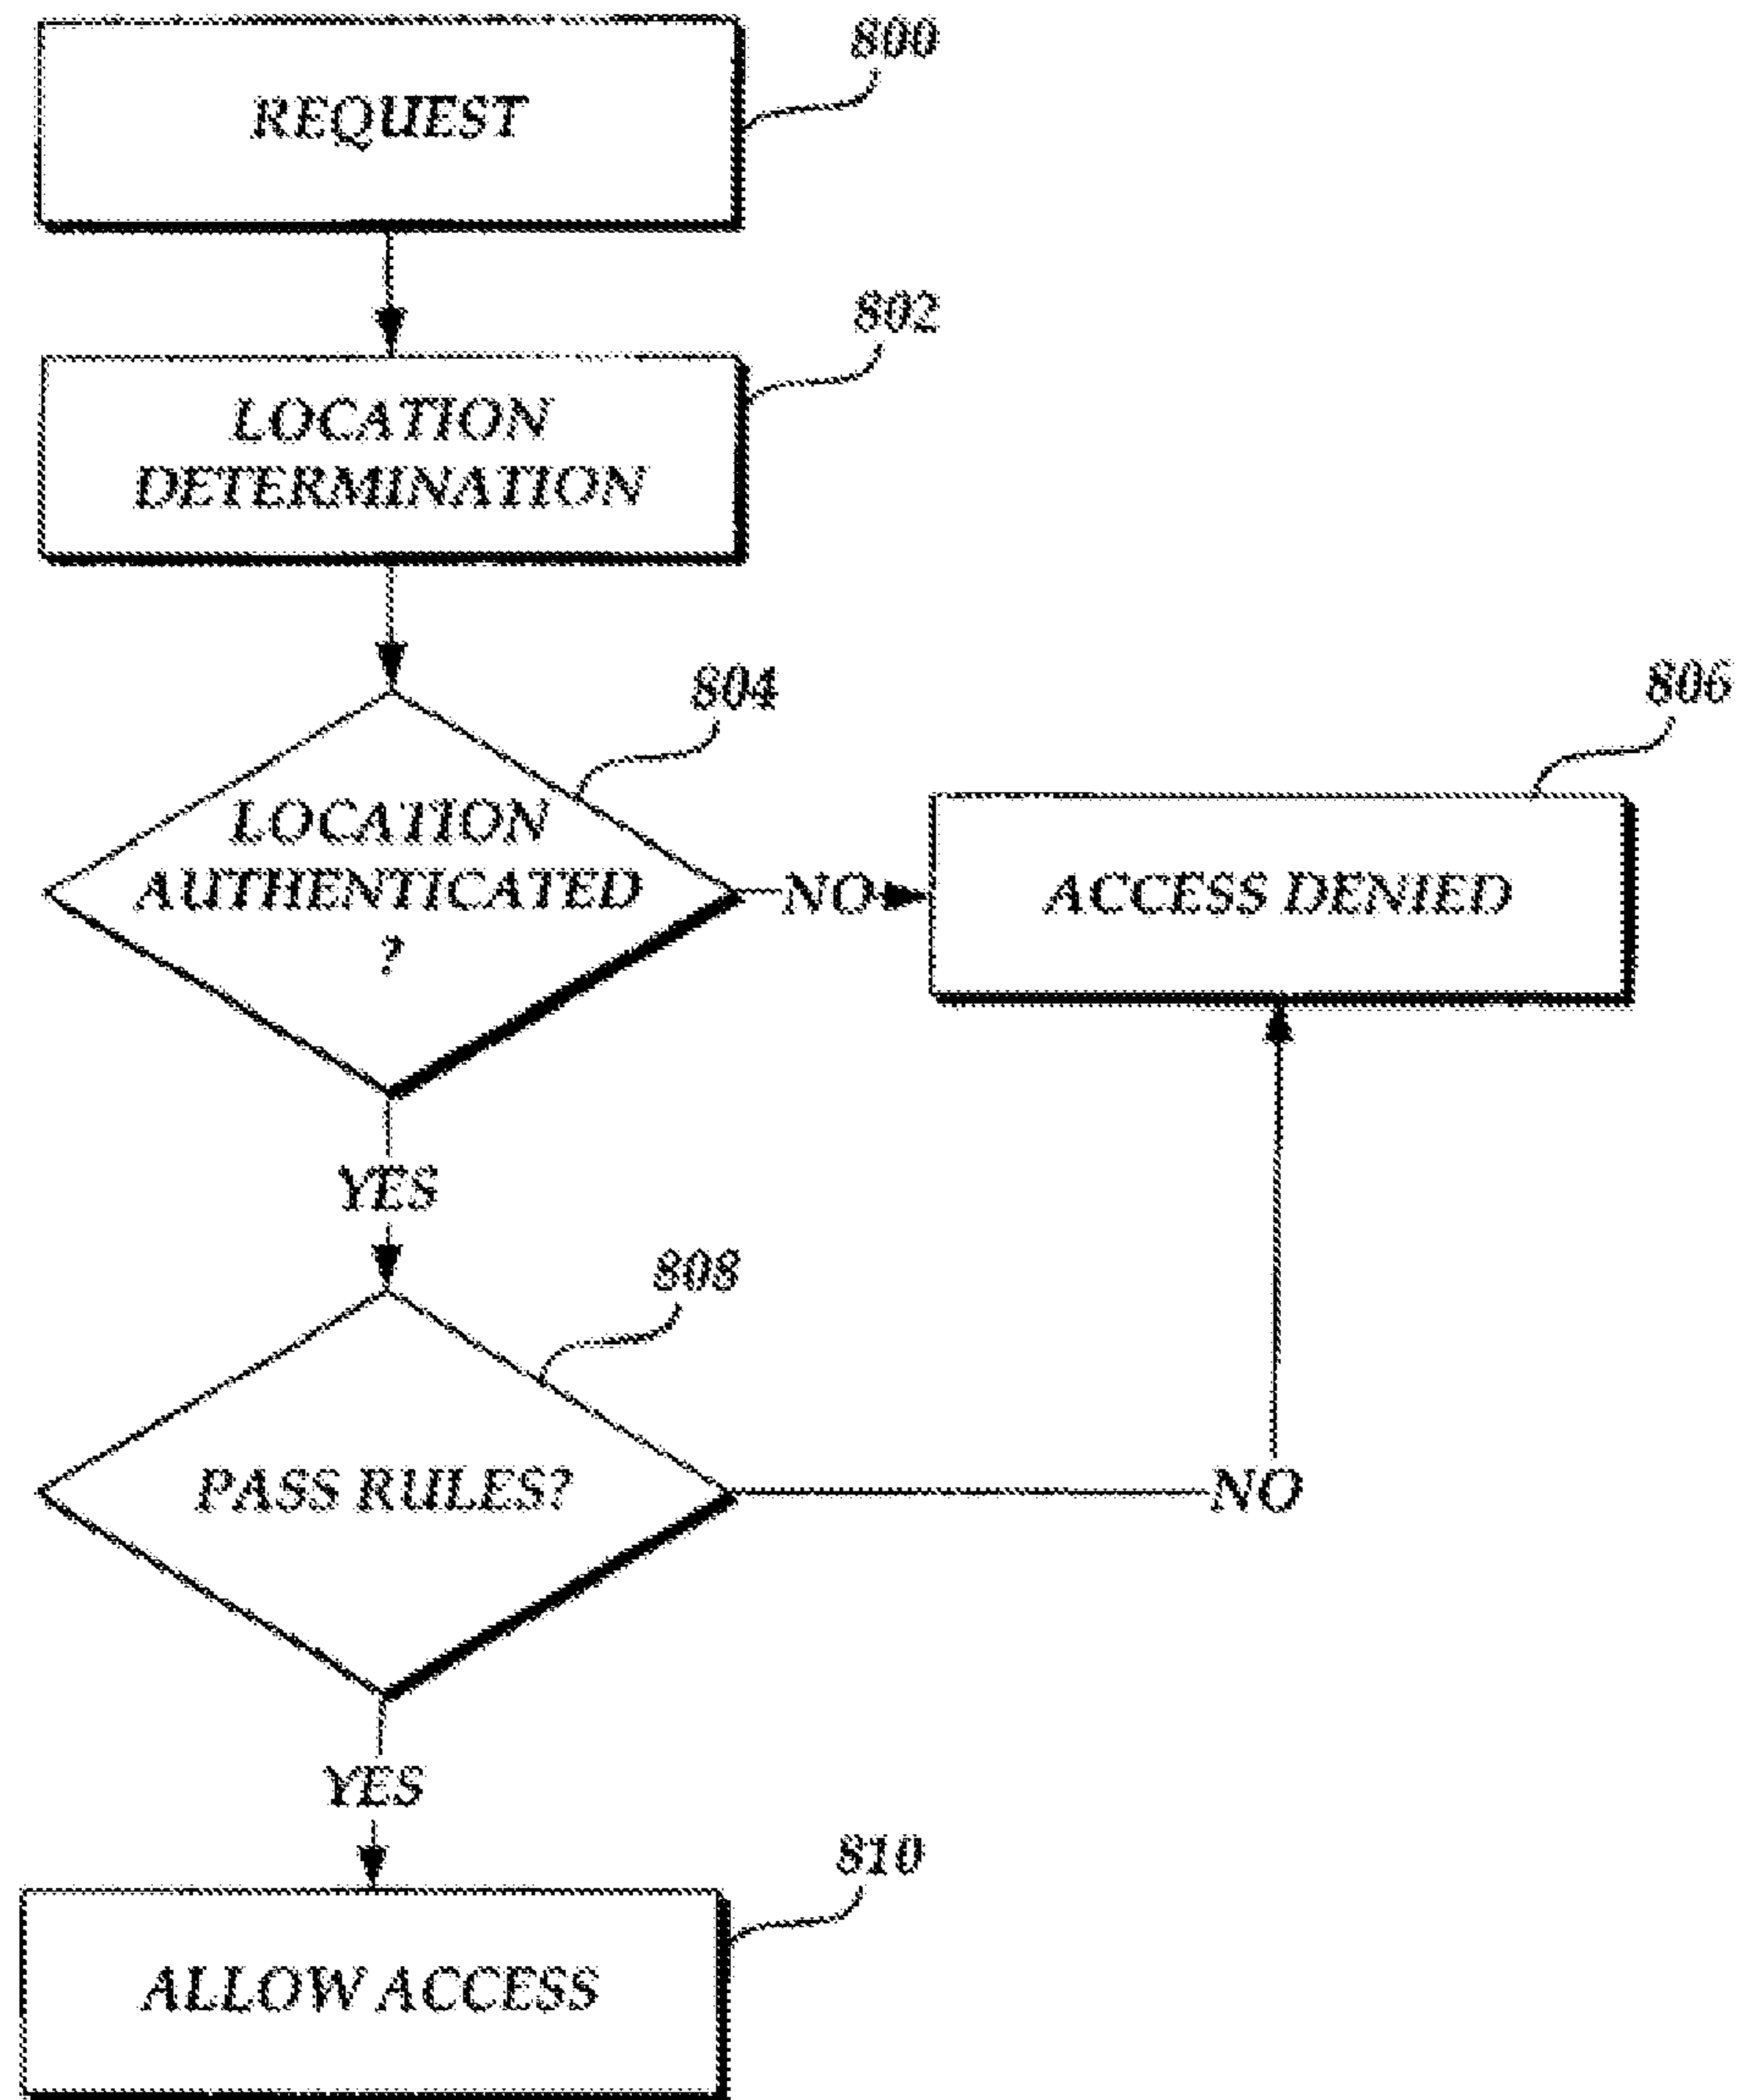 800
REQUEST
802
LOCATION
DETERMINATION
804
LOCATION
AUTHENTICATED
?
NO
806
ACCESS DENIED
YES
808
PASS RULES?
NO
YES
810
ALLOW ACCESS